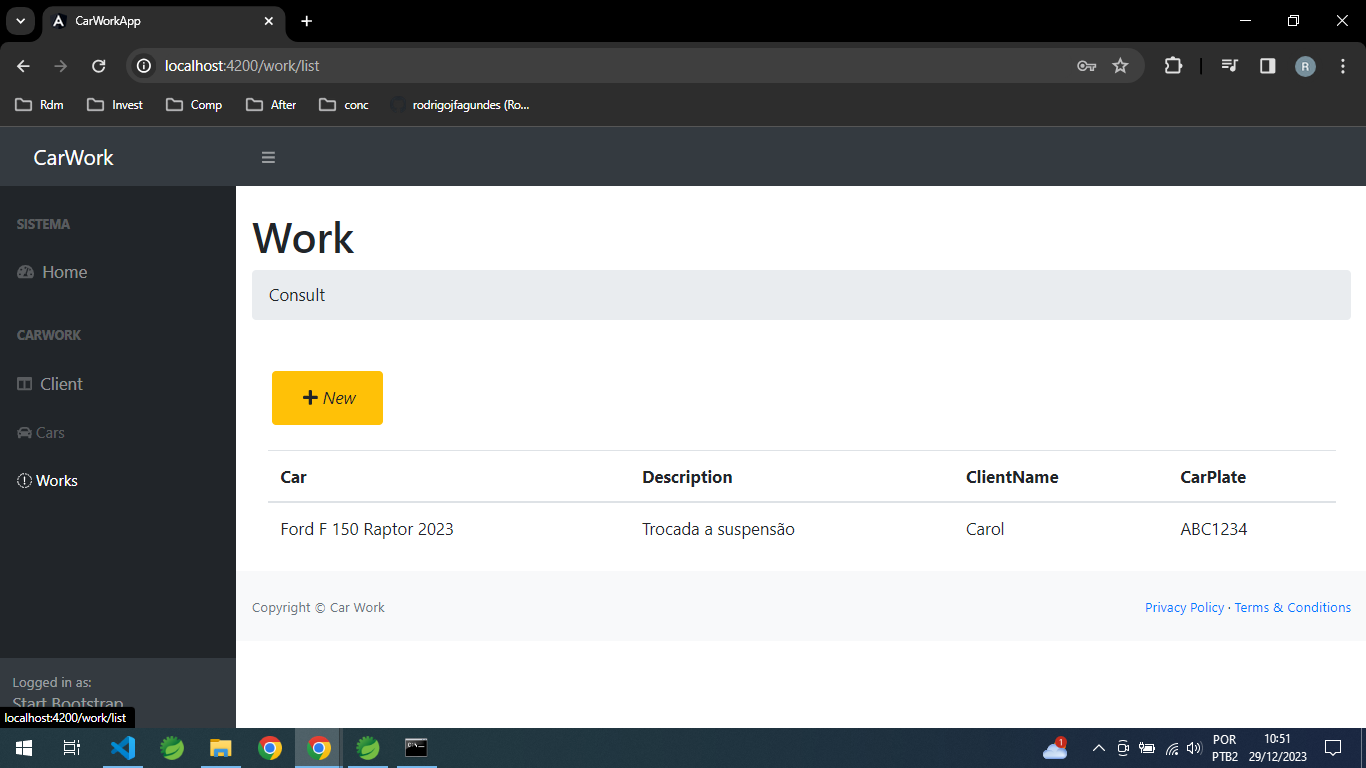 CarWorkApp
localhost:4200/work/list
Rdm Invest Comp After conc rodrigojfagundes (Ro...
R
CarWork
SISTEMA
Home
CARWORK
Client
Cars
Works
Work
Consult
New
Car Description ClientName CarPlate
Ford F 150 Raptor 2023 Trocada a suspensão Carol ABC1234
Copyright © Car Work Privacy Policy · Terms & Conditions
Logged in as:
Start Bootstrap
localhost:4200/work/list
1
POR 10:51
PTB2 29/12/2023